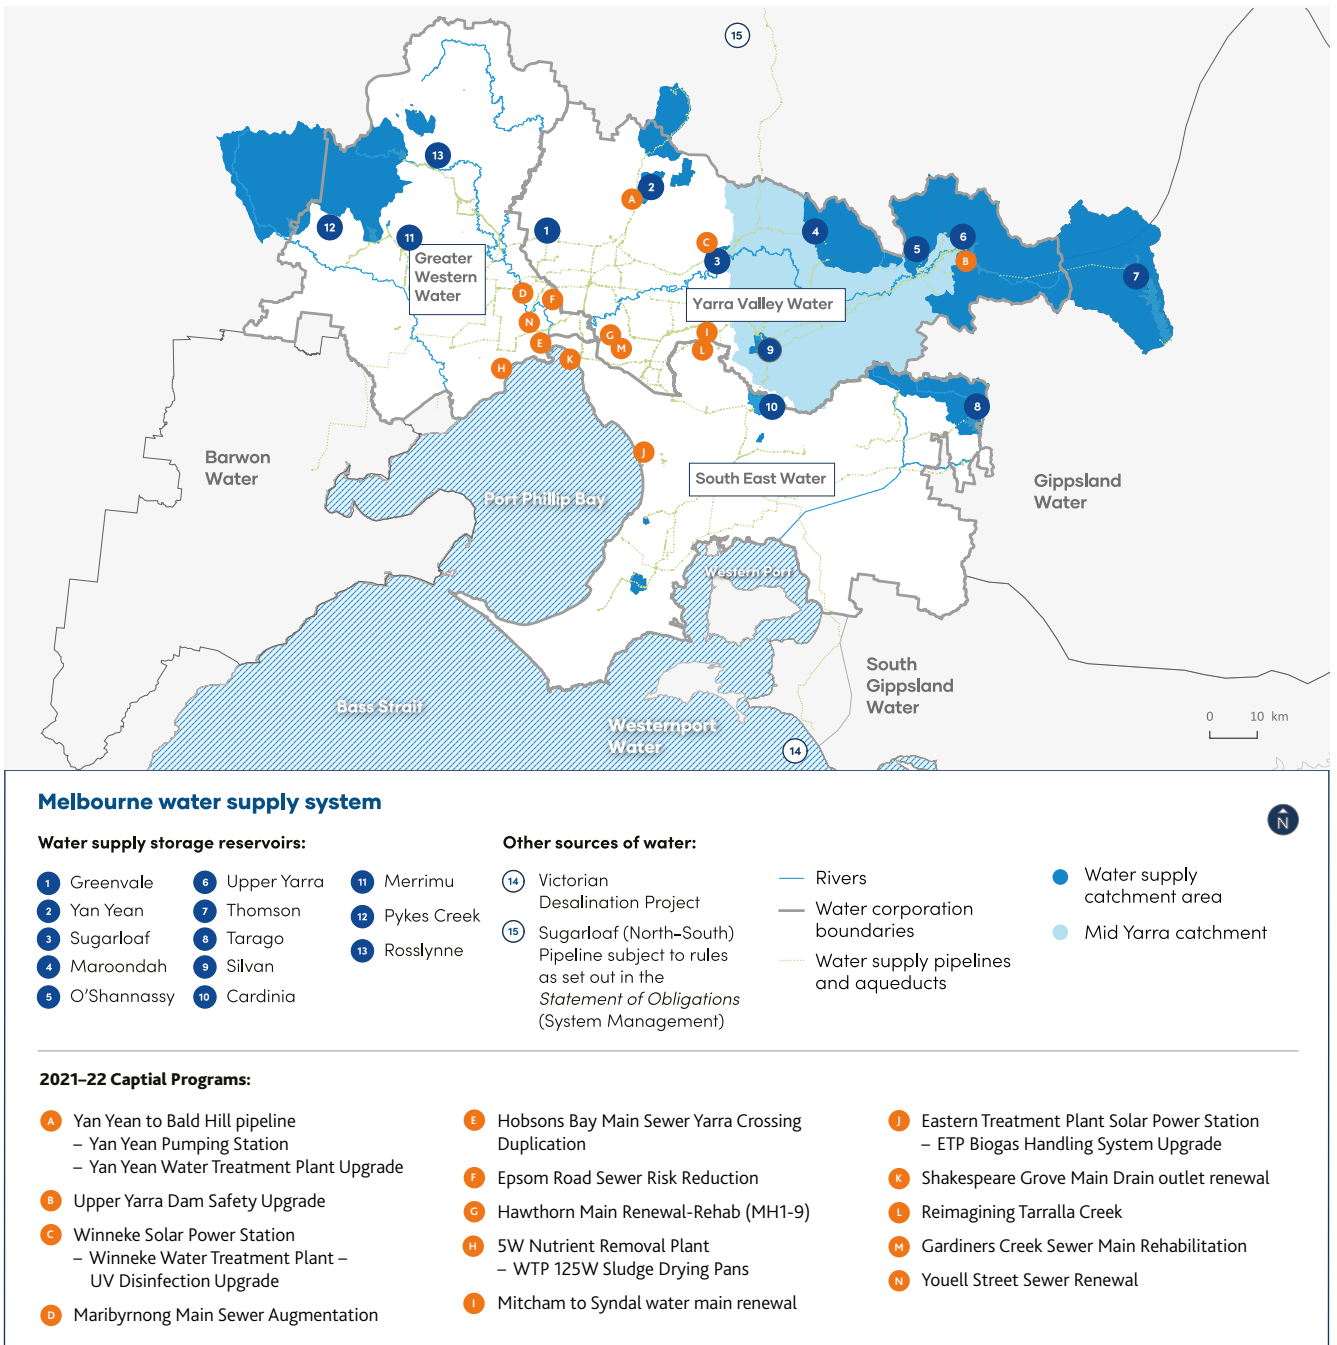 15
13
2
A
12
11
1
4
6
C
5
B
3
7
Greater
Western
Water
D
F
Yarra Valley Water
N
G
I
E
M
L
9
K
H
10
8
Barwon
Water
J
South East Water
Gippsland
Water
Port Phillip Bay
Western Port
South
Gippsland
Water
Bass Strait
Westernport
Water
14
0 10 km
Melbourne water supply system
N
Water supply storage reservoirs:
1 Greenvale
2 Yan Yean
3 Sugarloaf
4 Maroondah
5 O'Shannassy
6 Upper Yarra
7 Thomson
8 Tarago
9 Silvan
10 Cardinia
11 Merrimu
12 Pykes Creek
13 Rosslynne
Other sources of water:
14 Victorian
Desalination Project
15 Sugarloaf (North–South)
Pipeline subject to rules
as set out in the
Statement of Obligations
(System Management)
Rivers
Water corporation
boundaries
Water supply pipelines
and aqueducts
Water supply
catchment area
Mid Yarra catchment
2021–22 Captial Programs:
A Yan Yean to Bald Hill pipeline
– Yan Yean Pumping Station
– Yan Yean Water Treatment Plant Upgrade
B Upper Yarra Dam Safety Upgrade
C Winneke Solar Power Station
– Winneke Water Treatment Plant –
UV Disinfection Upgrade
D Maribyrnong Main Sewer Augmentation
E Hobsons Bay Main Sewer Yarra Crossing
Duplication
F Epsom Road Sewer Risk Reduction
G Hawthorn Main Renewal-Rehab (MH1-9)
H 5W Nutrient Removal Plant
– WTP 125W Sludge Drying Pans
I Mitcham to Syndal water main renewal
J Eastern Treatment Plant Solar Power Station
– ETP Biogas Handling System Upgrade
K Shakespeare Grove Main Drain outlet renewal
L Reimagining Tarralla Creek
M Gardiners Creek Sewer Main Rehabilitation
N Youell Street Sewer Renewal